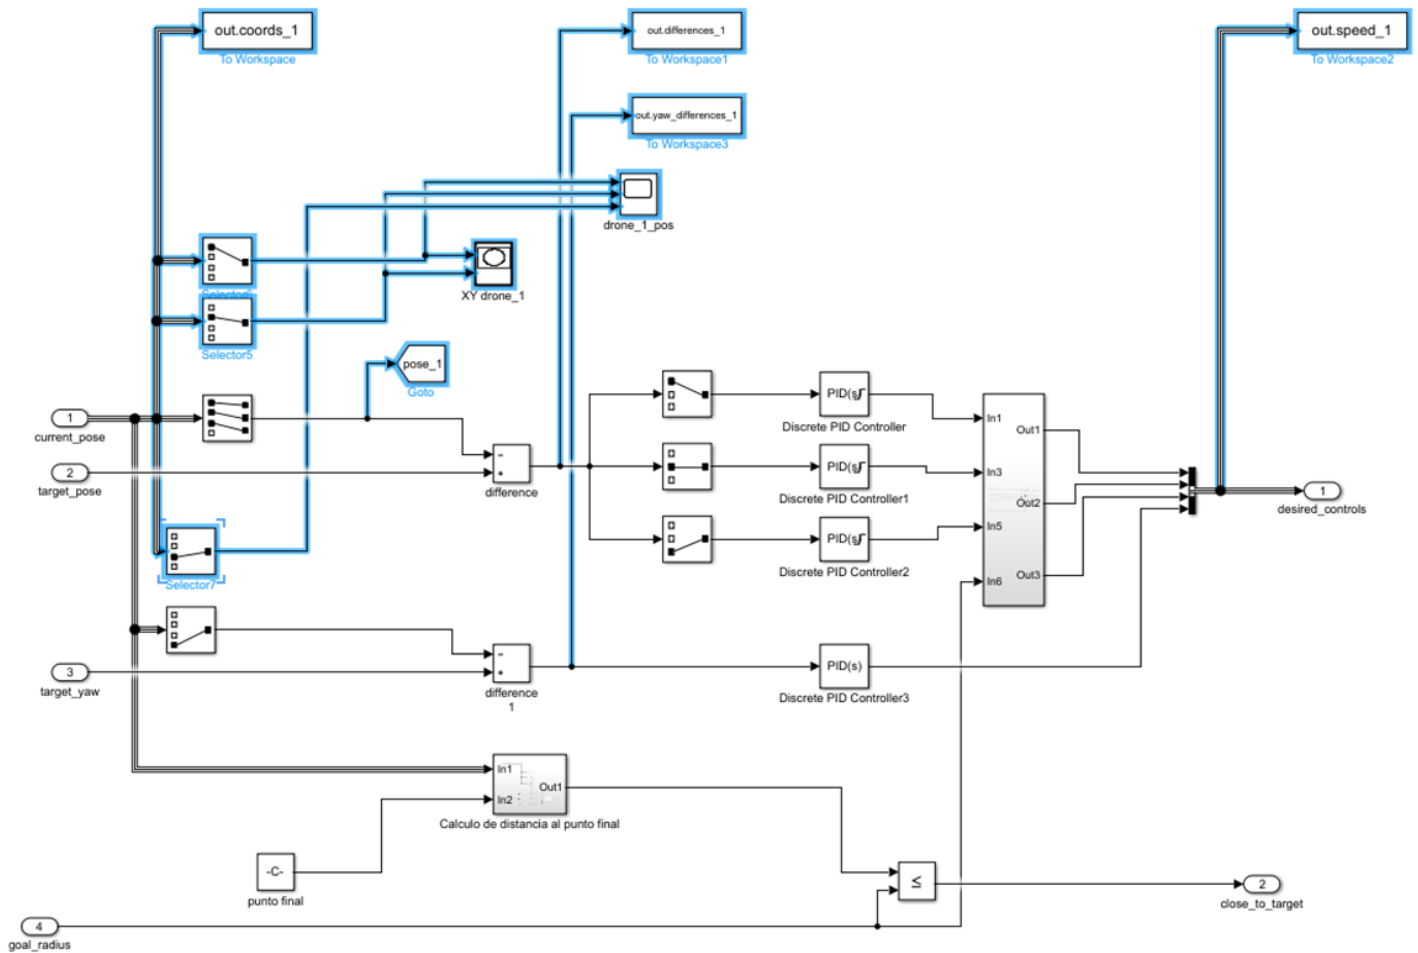 out.coords_1
To Workspace
out.differences_1
To Workspace1
out.speed_1
To Workspace2
out.yaw_differences_1
To Workspace3
drone_1_pos
XY drone_1
Selector6
Selector5
pose_1
Goto
1
current_pose
2
target_pose
-
+
difference
PID(s)
Discrete PID Controller
PID(s)
Discrete PID Controller1
PID(s)
Discrete PID Controller2
In1
In3
In5
In6
Out1
Out2
Out3
1
desired_controls
Selector7
3
target_yaw
-
+
difference
1
PID(s)
Discrete PID Controller3
In1
In2
Out1
Calculo de distancia al punto final
-C-
punto final
≤
2
close_to_target
4
goal_radius